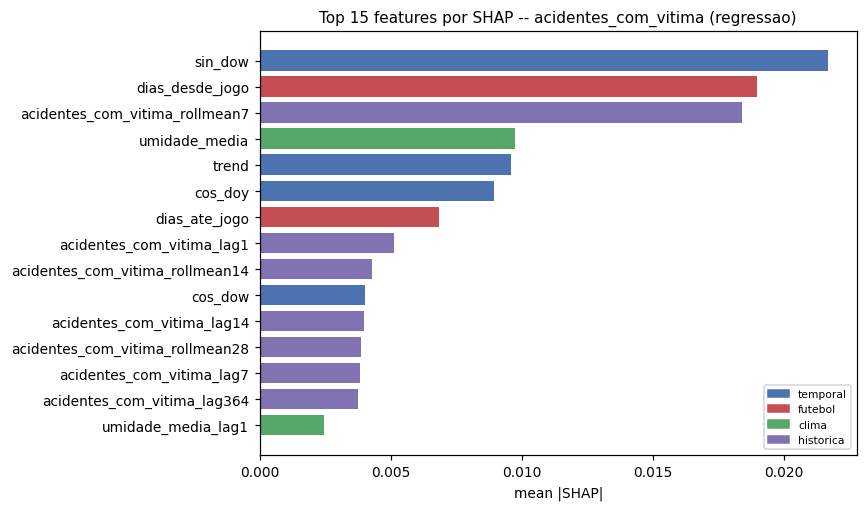 Top 15 features por SHAP -- acidentes_com_vitima (regressao)
sin_dow
dias_desde_jogo
acidentes_com_vitima_rollmean7
umidade_media
trend
cos_doy
dias_ate_jogo
acidentes_com_vitima_lag1
acidentes_com_vitima_rollmean14
cos_dow
acidentes_com_vitima_lag14
acidentes_com_vitima_rollmean28
acidentes_com_vitima_lag7
acidentes_com_vitima_lag364
umidade_media_lag1
temporal
futebol
clima
historica
0.000 0.005 0.010 0.015 0.020
mean |SHAP|